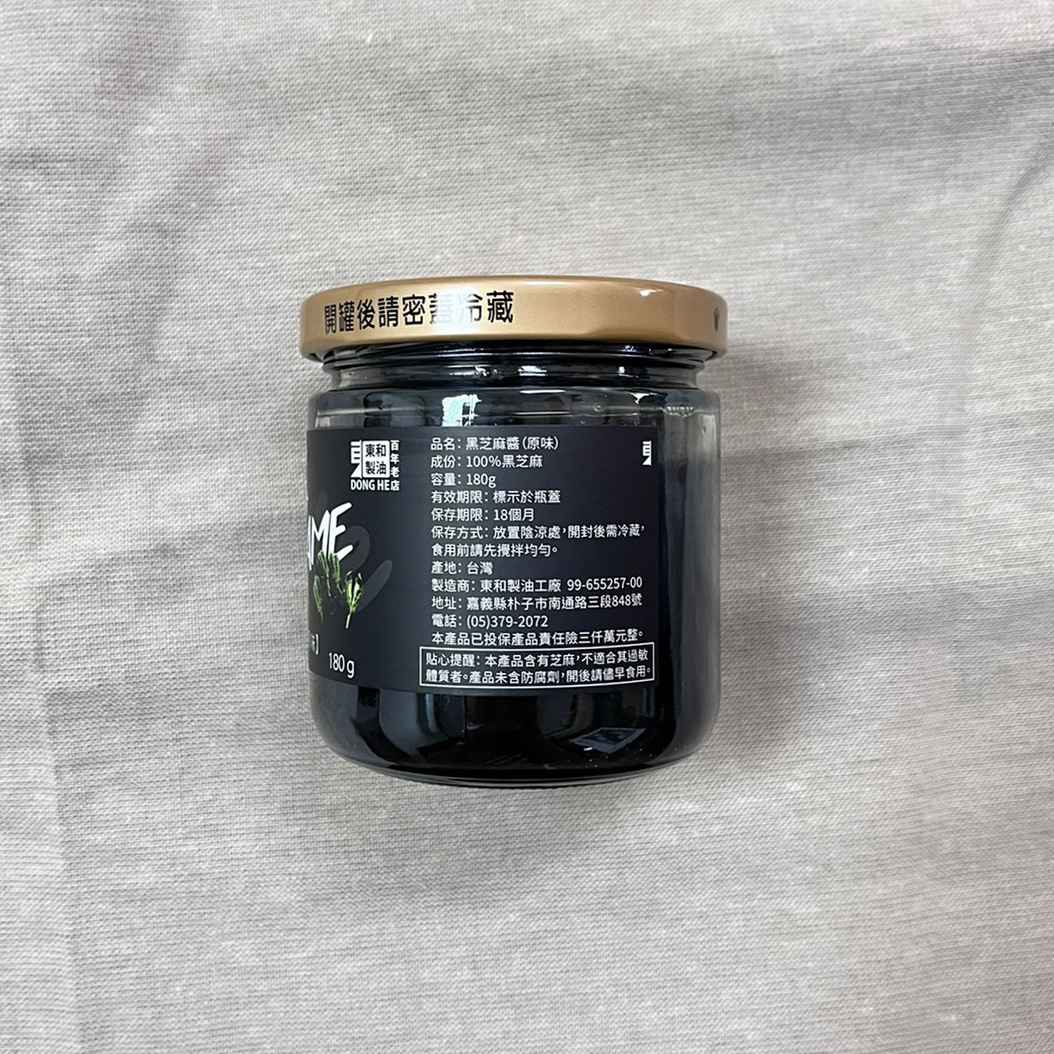 開罐後請密蓋冷藏
東和
製油
DONG HE
百年老店
180g
品名：黑芝麻醬（原味）
成份：100%黑芝麻
容量：180g
有效期限：標示於瓶蓋
保存期限：18個月
保存方式：放置陰涼處，開封後需冷藏，
食用前請先攪拌均勻。
產地：台灣
製造商：東和製油工廠 99-655257-00
地址：嘉義縣朴子市南通路三段848號
電話：(05)379-2072
本產品已投保產品責任險三仟萬元整。
貼心提醒：本產品含有芝麻，不適合其過敏
體質者。產品未含防腐劑，開後請儘早食用。